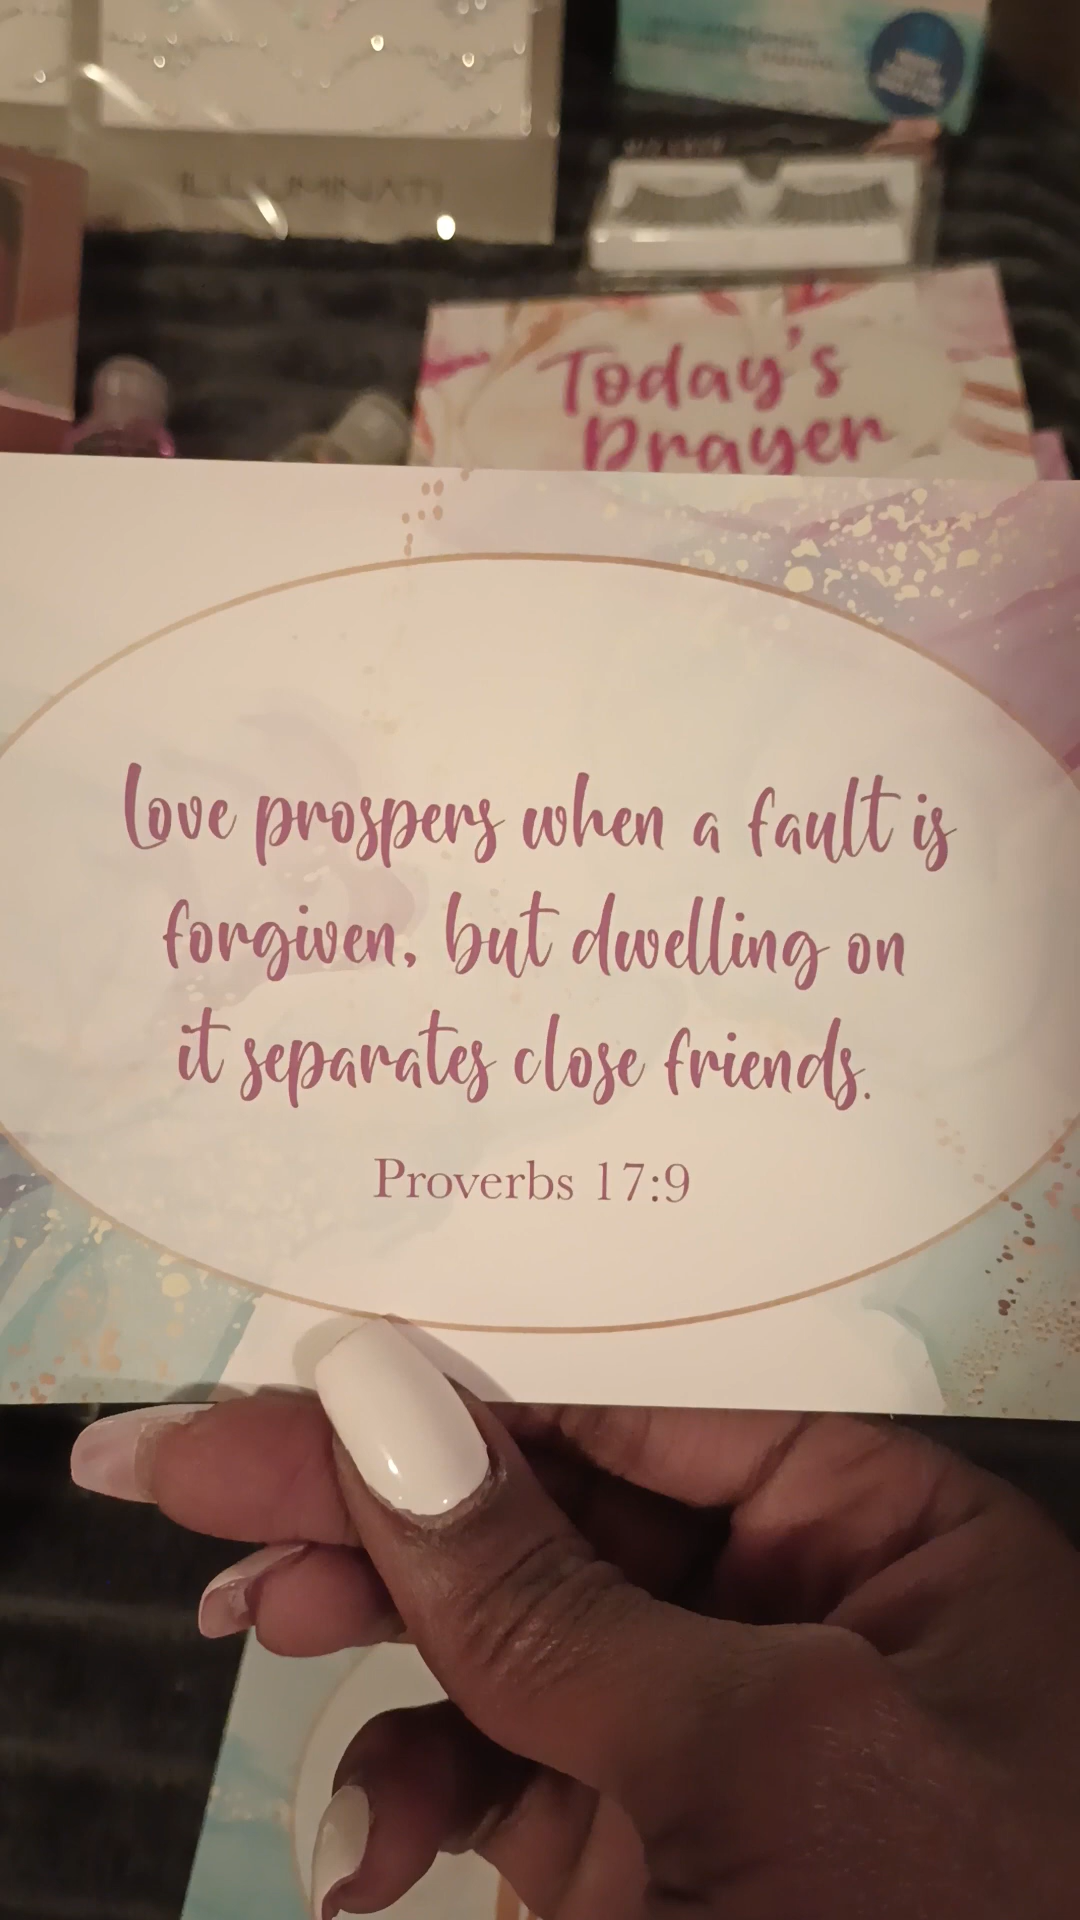 ILLUMINATI
Today's
Prayer
Love prospers when a fault is
forgiven, but dwelling on
it separates close friends.
Proverbs 17:9